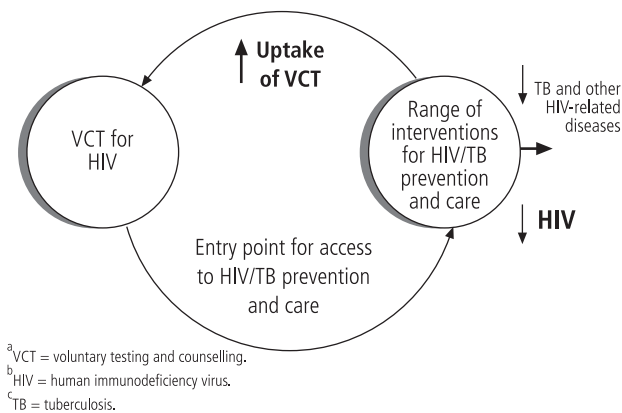 Uptake
of VCT
VCT for
HIV
Range of
interventions
for HIV/TB
prevention
and care
TB and other
HIV-related
diseases
HIV
Entry point for access
to HIV/TB prevention
and care
aVCT = voluntary testing and counselling.
bHIV = human immunodeficiency virus.
cTB = tuberculosis.